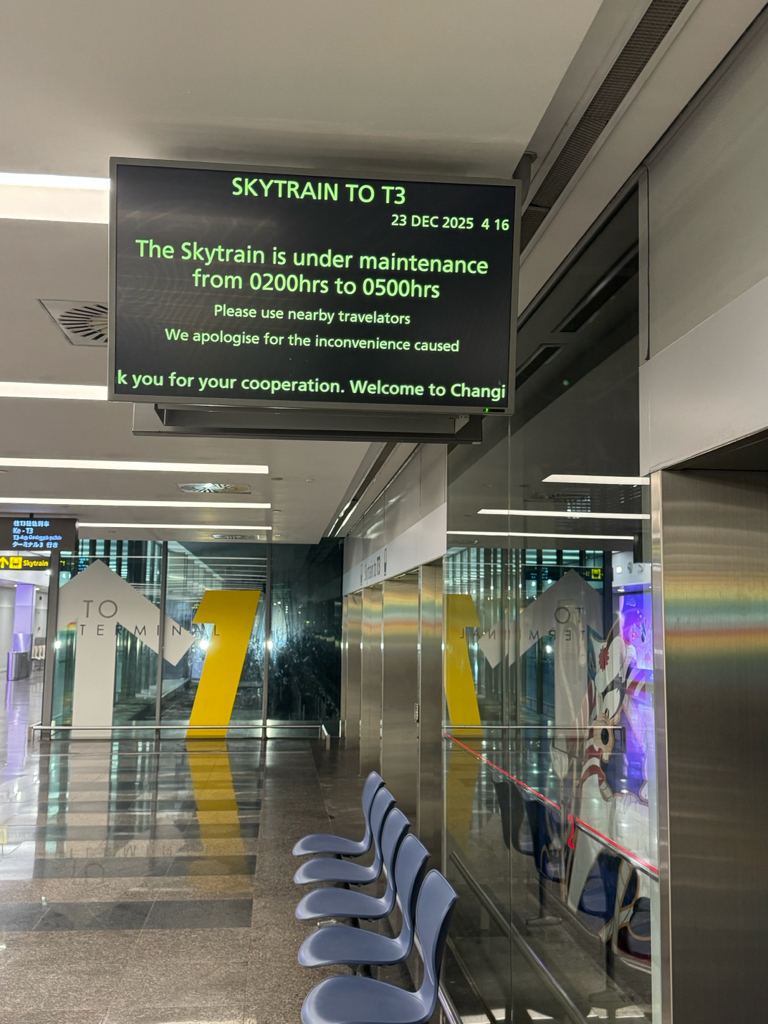 SKYTRAIN TO T3
23 DEC 2025 4 16
The Skytrain is under maintenance
from 0200hrs to 0500hrs
Please use nearby travelators
We apologise for the inconvenience caused
k you for your cooperation. Welcome to Changi
Ke - T3
Skytrain
TO
TERMINAL
1